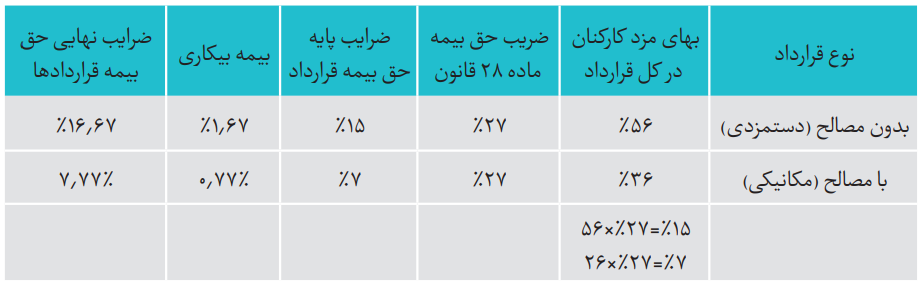 نوع قرارداد
بهای مزد کارکنان
در کل قرارداد
ضریب حق بیمه
ماده ۲۸ قانون
ضرایب پایه
حق بیمه قرارداد
بیمه بیکاری
ضرایب نهایی حق
بیمه قراردادها
بدون مصالح (دستمزدی) ٪۵۶ ٪۲۷ ٪۱۵ ٪۱٫۶۷ ٪۱۶٫۶۷
با مصالح (مکانیکی) ٪۳۶ ٪۲۷ ٪۷ ۰٫۷۷٪ ۷٫۷۷٪
۵۶×٪۲۷=٪۱۵
۲۶×٪۲۷=٪۷